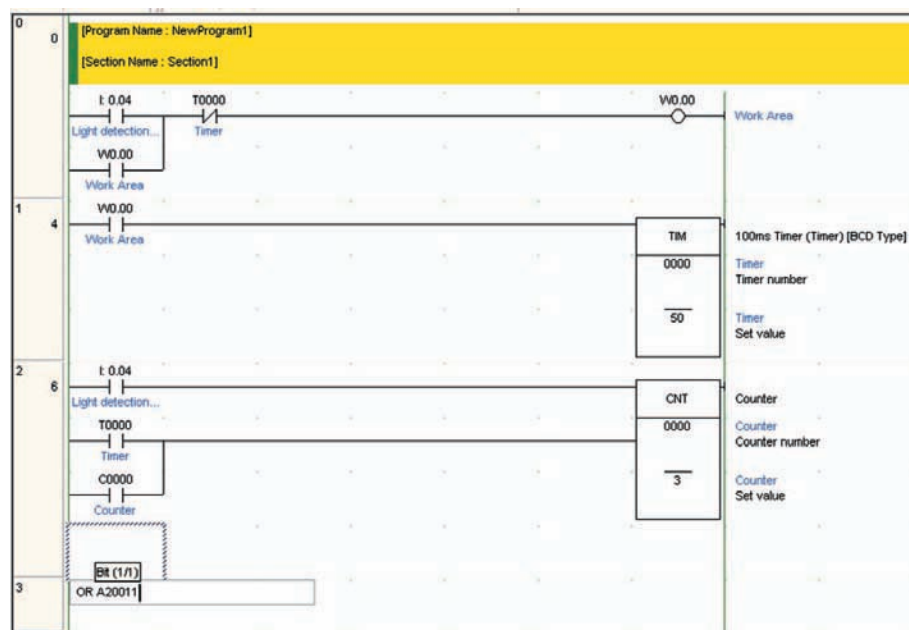 0
0
[Program Name : NewProgram1]
[Section Name : Section1]
I: 0.04
T0000
W0.00
Light detection...
Timer
Work Area
W0.00
Work Area
1
4
W0.00
Work Area
TIM
100ms Timer (Timer) [BCD Type]
0000
Timer
Timer number
50
Timer
Set value
2
6
I: 0.04
Light detection...
CNT
Counter
T0000
0000
Counter
Counter number
Timer
C0000
3
Counter
Set value
Counter
Bit (1/1)
3
OR A20011